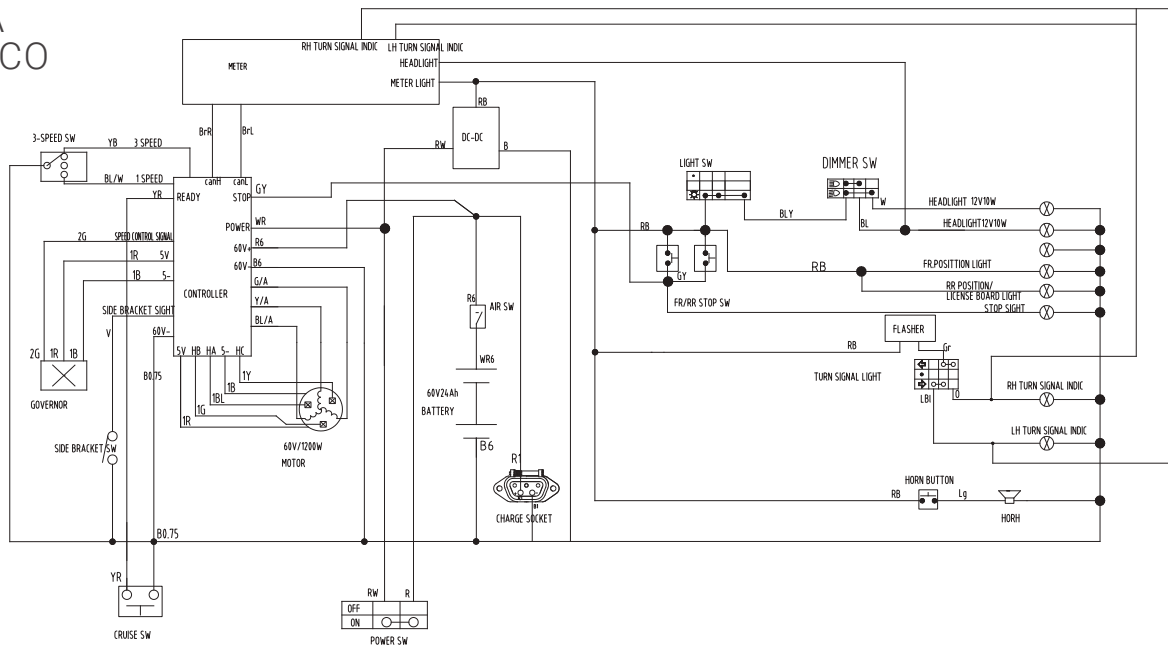 A
CO
RH TURN SIGNAL INDIC
LH TURN SIGNAL INDIC
METER
HEADLIGHT
METER LIGHT
RB
BrR
BrL
DC-DC
RW
B
3-SPEED SW
YB
3 SPEED
BL/W
1 SPEED
YR
READY
canH
canL
GY
STOP
LIGHT SW
DIMMER SW
W
HEADLIGHT 12V10W
BLY
BL
HEADLIGHT12V10W
POWER
WR
2G
SPEED CONTROL SIGNAL
60V+
R6
RB
1R
5V
60V-
B6
1B
5-
G/A
GY
RB
FR.POSITTION LIGHT
CONTROLLER
Y/A
RR POSITION/
LICENSE BOARD LIGHT
R6
AIR SW
FR/RR STOP SW
STOP SIGHT
SIDE BRACKET SIGHT
BL/A
V
60V-
FLASHER
RB
Gr
2G
1R
1B
5V
HB
HA
5-
HC
WR6
B0.75
1Y
1B
1BL
1G
1R
TURN SIGNAL LIGHT
RH TURN SIGNAL INDIC
LBl
O
GOVERNOR
60V24Ah
BATTERY
LH TURN SIGNAL INDIC
SIDE BRACKET SW
60V/1200W
MOTOR
B6
R1
HORN BUTTON
RB
Lg
HORH
B1
CHARGE SOCKET
B0.75
YR
RW
R
OFF
ON
CRUISE SW
POWER SW